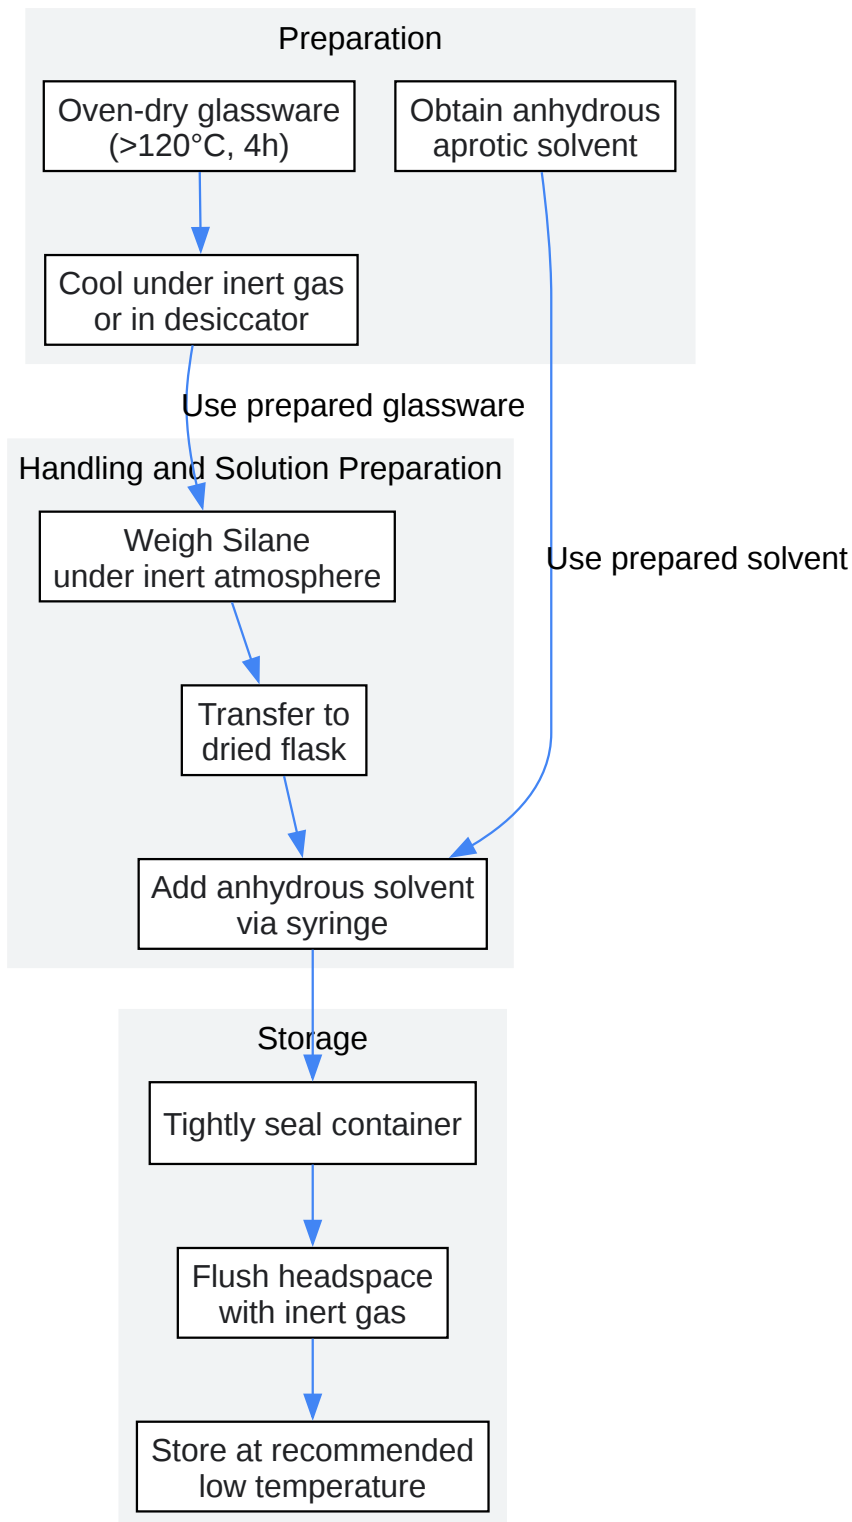 Preparation
Oven-dry glassware
(>120°C, 4h)
Obtain anhydrous
aprotic solvent
Cool under inert gas
or in desiccator
Use prepared glassware
Handling and Solution Preparation
Weigh Silane
under inert atmosphere
Use prepared solvent
Transfer to
dried flask
Add anhydrous solvent
via syringe
Storage
Tightly seal container
Flush headspace
with inert gas
Store at recommended
low temperature